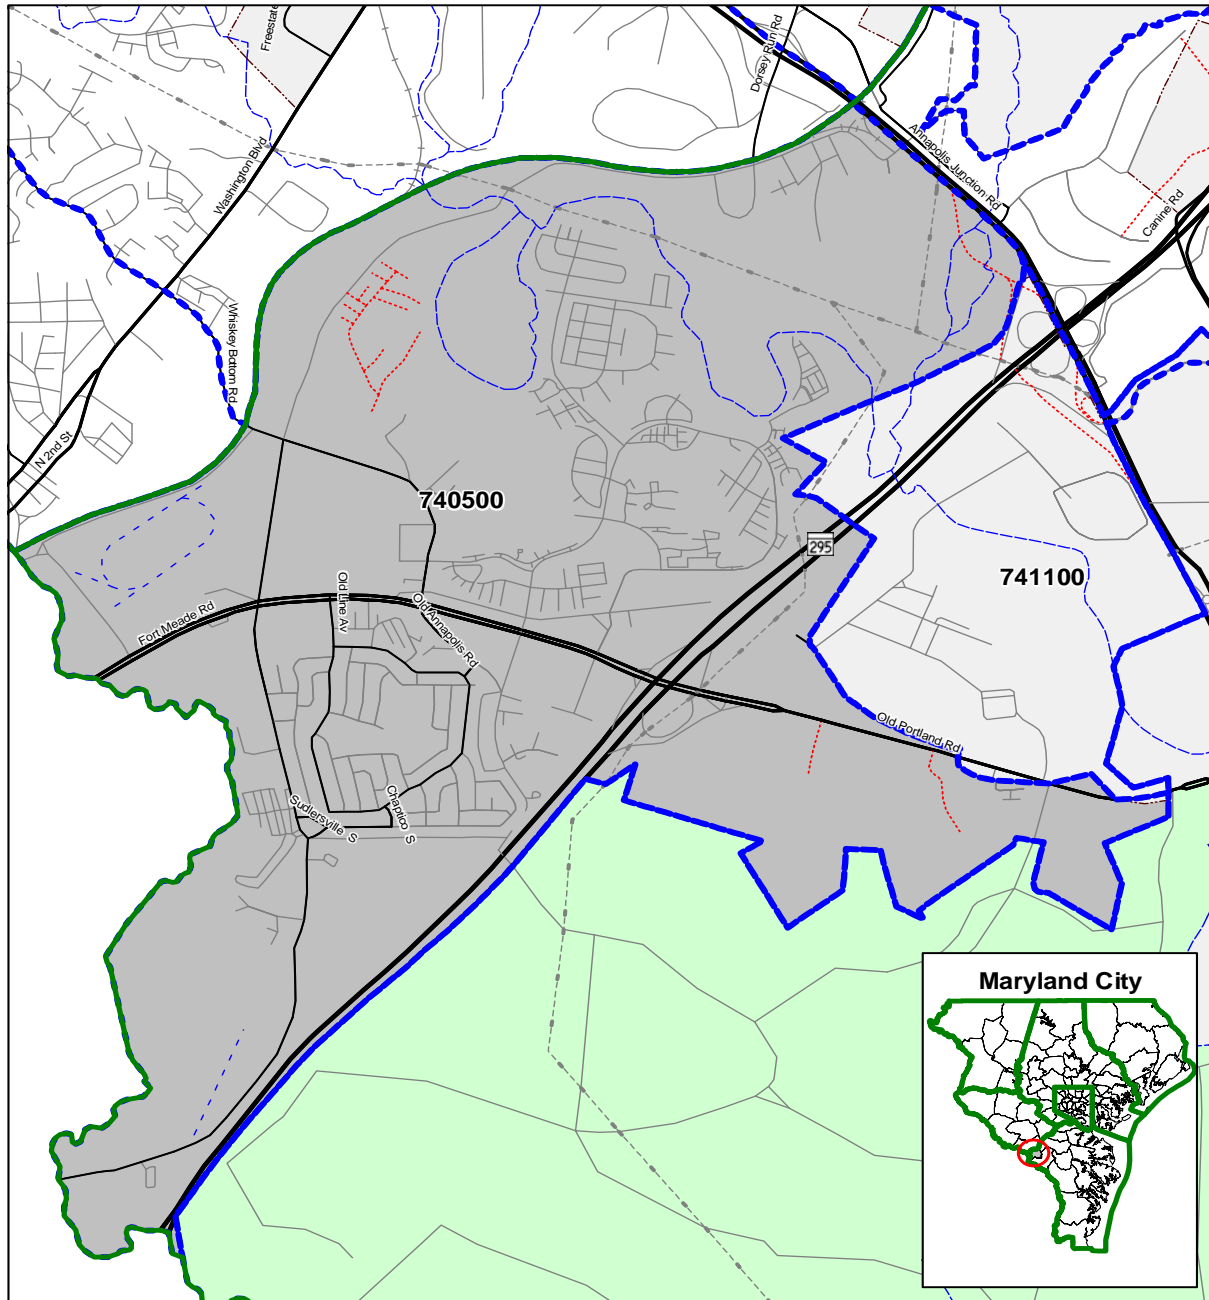 Freestate
Dorsey Run Rd
Annapolis Junction Rd
Washington Blvd
Canine Rd
Whiskey Bottom Rd
N 2nd St
740500
295
741100
Old Line Av
Old Annapolis Rd
Fort Meade Rd
Old Portland Rd
Chaptico S
Sudlersville S
Maryland City